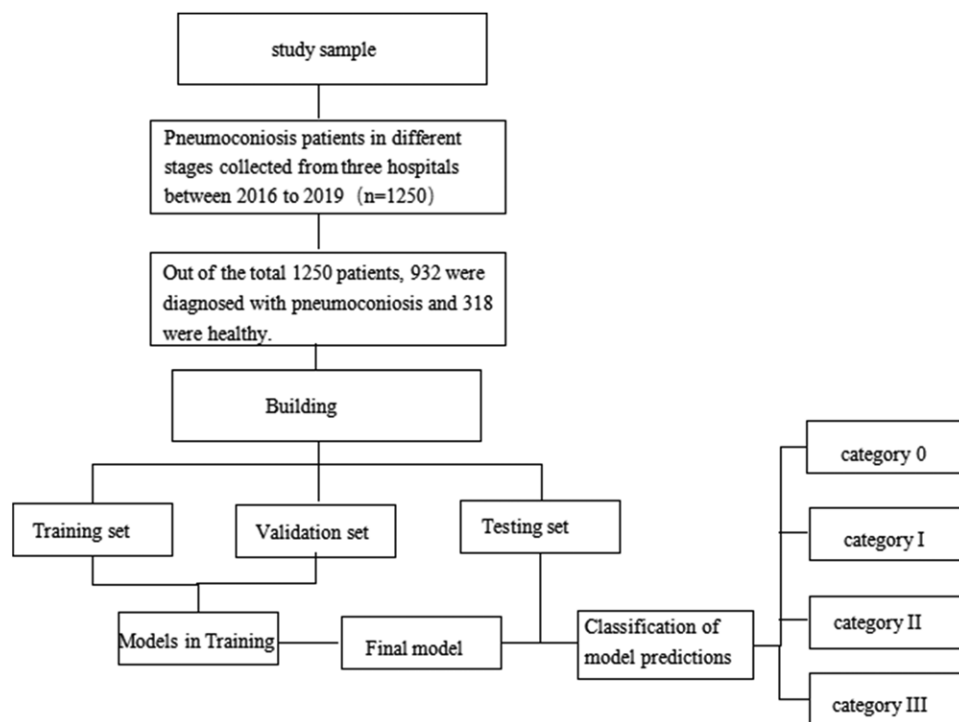 study sample
Pneumoconiosis patients in different
stages collected from three hospitals
between 2016 to 2019（n=1250）
Out of the total 1250 patients, 932 were
diagnosed with pneumoconiosis and 318
were healthy.
Building
Training set
Validation set
Testing set
Models in Training
Final model
Classification of
model predictions
category 0
category I
category II
category III